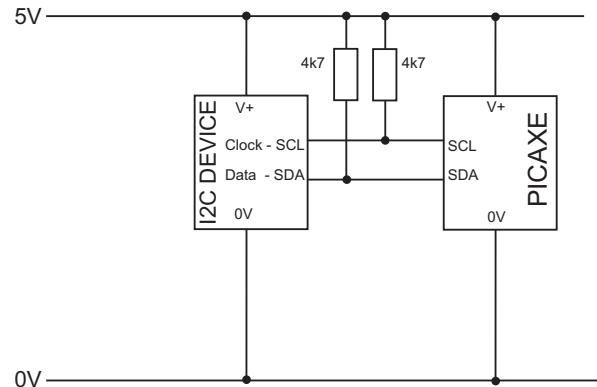 5V
4k7
4k7
V+
V+
I2C DEVICE
Clock - SCL
SCL
PICAXE
Data - SDA
SDA
0V
0V
0V